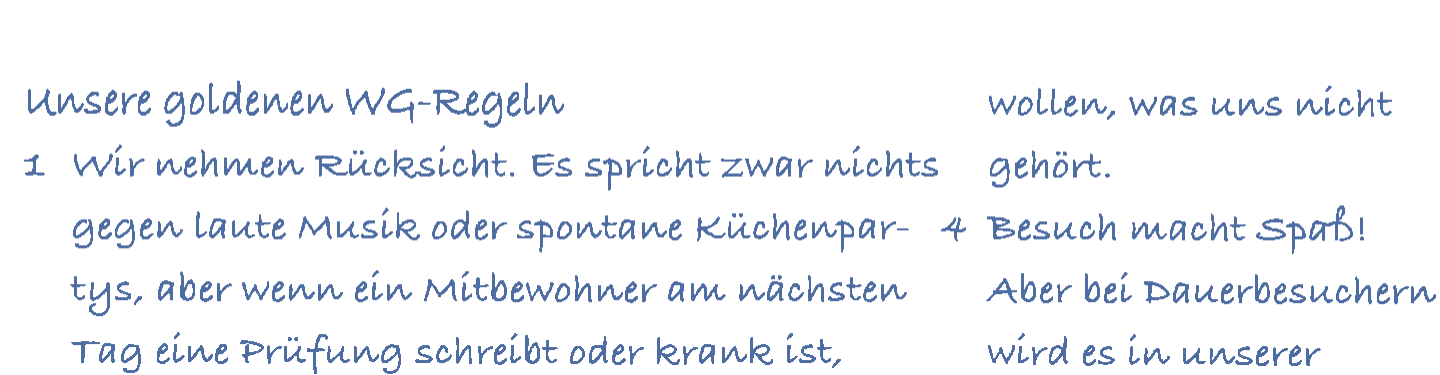 Unsere goldenen WG-Regeln
1 Wir nehmen Rücksicht. Es spricht zwar nichts
gegen laute Musik oder spontane Küchenpar-
tys, aber wenn ein Mitbewohner am nächsten
Tag eine Prüfung schreibt oder krank ist,
wollen, was uns nicht
gehört.
4 Besuch macht Spaß!
Aber bei Dauerbesuchern
wird es in unserer